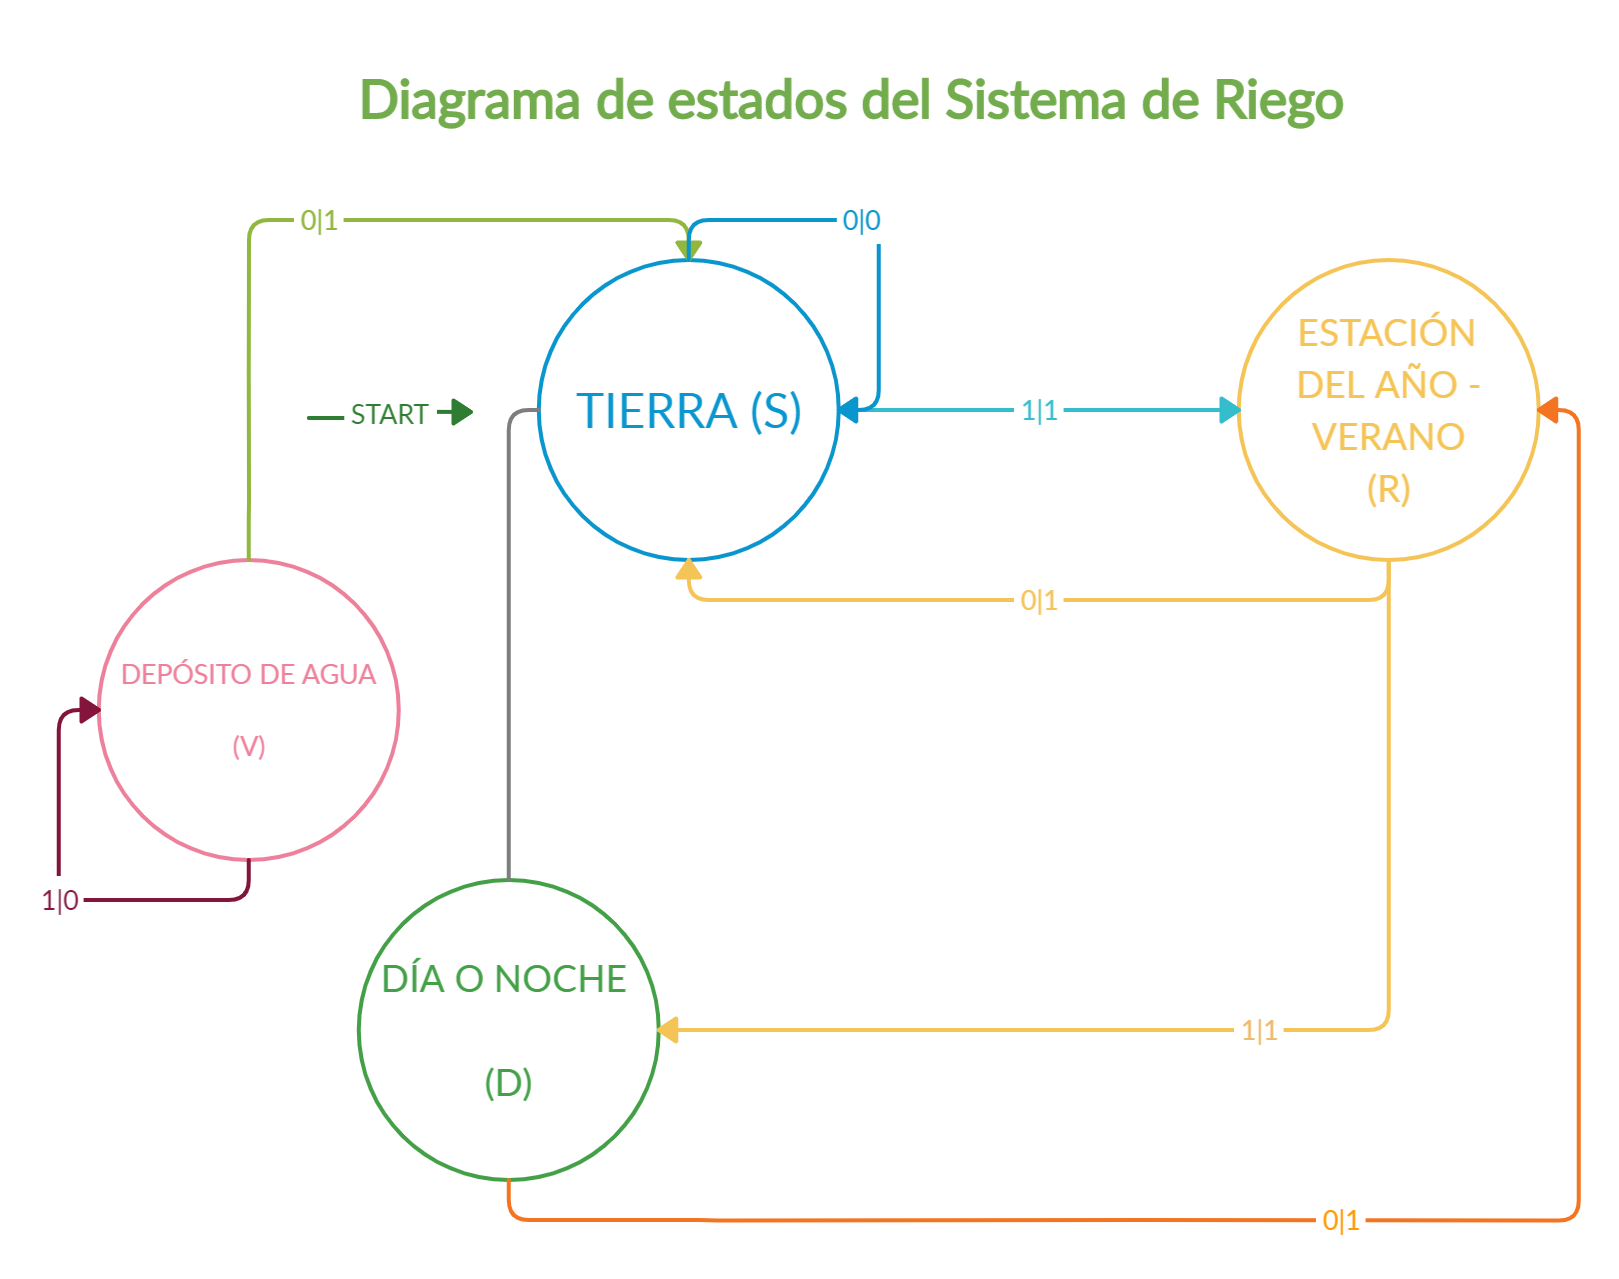 Diagrama de estados del Sistema de Riego
0|1
0|0
START
TIERRA (S)
1|1
ESTACIÓN
DEL AÑO -
VERANO
(R)
0|1
DEPÓSITO DE AGUA
(V)
1|0
DÍA O NOCHE
(D)
1|1
0|1